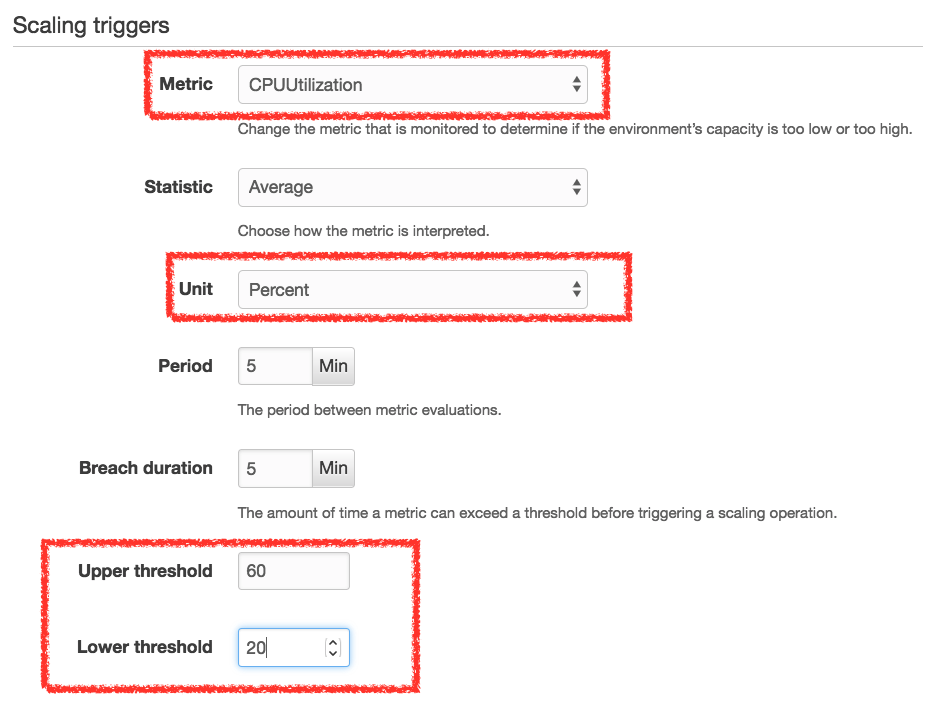 Scaling triggers
Metric CPUUtilization
Change the metric that is monitored to determine if the environment's capacity is too low or too high.
Statistic Average
Choose how the metric is interpreted.
Unit Percent
Period 5 Min
The period between metric evaluations.
Breach duration 5 Min
The amount of time a metric can exceed a threshold before triggering a scaling operation.
Upper threshold 60
Lower threshold 20